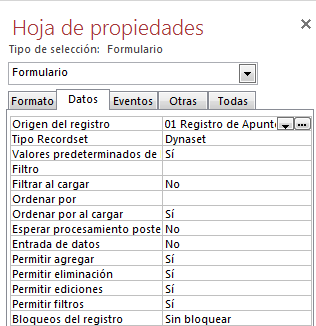 Hoja de propiedades
Tipo de selección: Formulario
Formulario
Formato Datos Eventos Otras Todas
Origen del registro 01 Registro de Apunt
Tipo Recordset Dynaset
Valores predeterminados de Sí
Filtro
Filtrar al cargar No
Ordenar por
Ordenar por al cargar Sí
Esperar procesamiento poste No
Entrada de datos No
Permitir agregar Sí
Permitir eliminación Sí
Permitir ediciones Sí
Permitir filtros Sí
Bloqueos del registro Sin bloquear